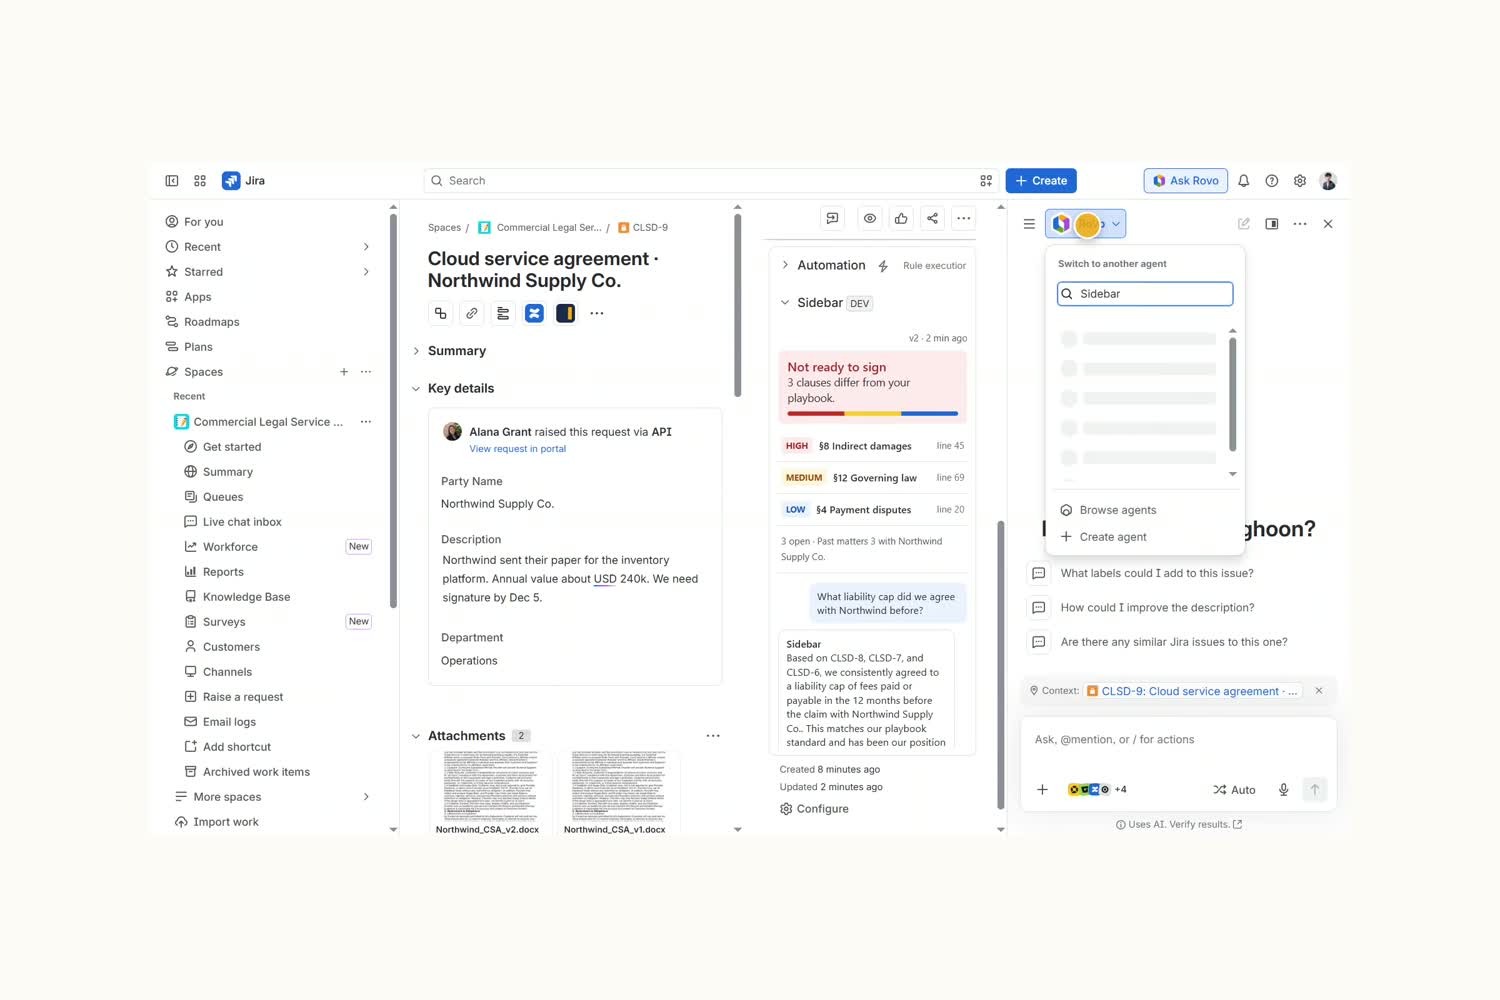 Jira
Search
Create
Ask Rovo
For you
Recent
Starred
Apps
Roadmaps
Plans
Spaces
Recent
Commercial Legal Service ...
Get started
Summary
Queues
Live chat inbox
Workforce
New
Reports
Knowledge Base
Surveys
New
Customers
Channels
Raise a request
Email logs
Add shortcut
Archived work items
More spaces
Import work
Spaces / Commercial Legal Ser... / CLSD-9
Cloud service agreement ·
Northwind Supply Co.
Summary
Key details
Alana Grant raised this request via API
View request in portal
Party Name
Northwind Supply Co.
Description
Northwind sent their paper for the inventory
platform. Annual value about USD 240k. We need
signature by Dec 5.
Department
Operations
Attachments 2
Northwind_CSA_v2.docx
Northwind_CSA_v1.docx
Automation
Rule execution
Sidebar DEV
v2 · 2 min ago
Not ready to sign
3 clauses differ from your
playbook.
HIGH §8 Indirect damages line 45
MEDIUM §12 Governing law line 69
LOW §4 Payment disputes line 20
3 open · Past matters 3 with Northwind
Supply Co.
What liability cap did we agree
with Northwind before?
Sidebar
Based on CLSD-8, CLSD-7, and
CLSD-6, we consistently agreed to
a liability cap of fees paid or
payable in the 12 months before
the claim with Northwind Supply
Co.. This matches our playbook
standard and has been our position
Created 8 minutes ago
Updated 2 minutes ago
Configure
Switch to another agent
Sidebar
Browse agents
Create agent
ghoon?
What labels could I add to this issue?
How could I improve the description?
Are there any similar Jira issues to this one?
Context: CLSD-9: Cloud service agreement · ...
Ask, @mention, or / for actions
+4
Auto
Uses AI. Verify results.